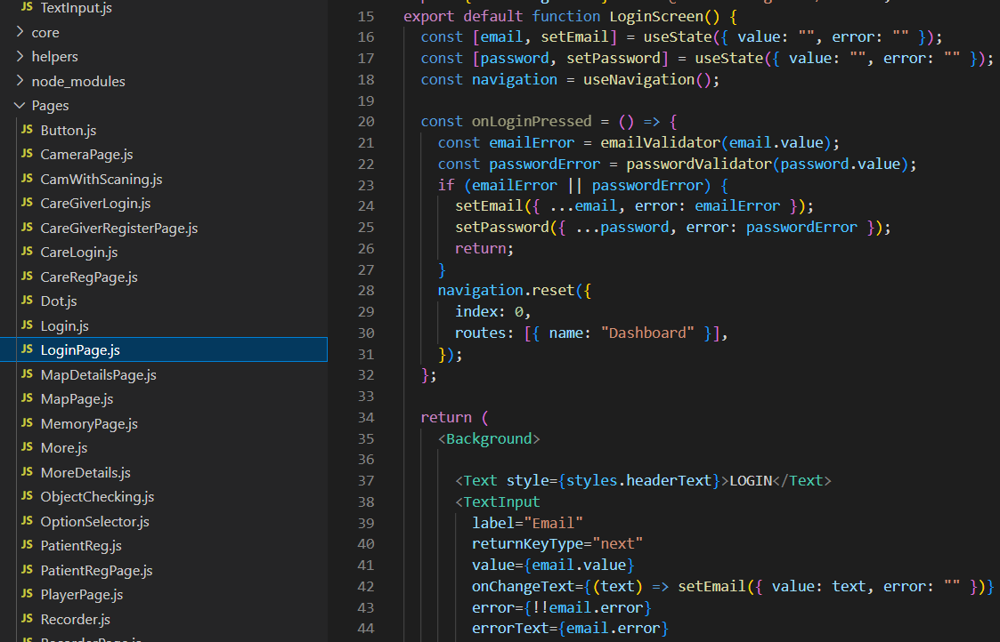 TextInput.js
core
helpers
node_modules
Pages
JS Button.js
JS CameraPage.js
JS CamWithScaning.js
JS CareGiverLogin.js
JS CareGiverRegisterPage.js
JS CareLogin.js
JS CareRegPage.js
JS Dot.js
JS Login.js
JS LoginPage.js
JS MapDetailsPage.js
JS MapPage.js
JS MemoryPage.js
JS More.js
JS MoreDetails.js
JS ObjectChecking.js
JS OptionSelector.js
JS PatientReg.js
JS PatientRegPage.js
JS PlayerPage.js
JS Recorder.js
15 export default function LoginScreen() {
16 const [email, setEmail] = useState({ value: "", error: "" });
17 const [password, setPassword] = useState({ value: "", error: "" });
18 const navigation = useNavigation();
19
20 const onLoginPressed = () => {
21 const emailError = emailValidator(email.value);
22 const passwordError = passwordValidator(password.value);
23 if (emailError || passwordError) {
24 setEmail({ ...email, error: emailError });
25 setPassword({ ...password, error: passwordError });
26 return;
27 }
28 navigation.reset({
29 index: 0,
30 routes: [{ name: "Dashboard" }],
31 });
32 };
33
34 return (
35 <Background>
36
37 <Text style={styles.headerText}>LOGIN</Text>
38 <TextInput
39 label="Email"
40 returnKeyType="next"
41 value={email.value}
42 onChangeText={(text) => setEmail({ value: text, error: "" })}
43 error={!!email.error}
44 errorText={email.error}